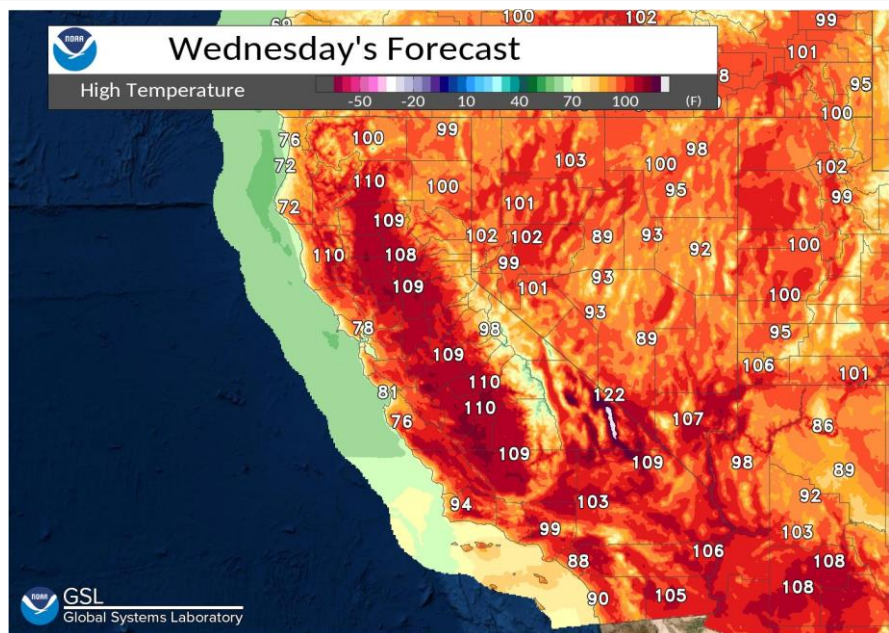 100 102 99
NOAA
Wednesday's Forecast
101
High Temperature
-50 -20 10 40 70 100 (F)
95
100
76 100 99
98
72 103 100 102
110 100 95 99
72 101
109
102 102 89 93
110 108 92 100
99
109 101 93
100
78 98 93
89 95
109 106
110 101
81 122
110
76 107 86
109 109 98 89
92
94 103
99 103
88 106 108
90 105 108
NOAA
GSL
Global Systems Laboratory